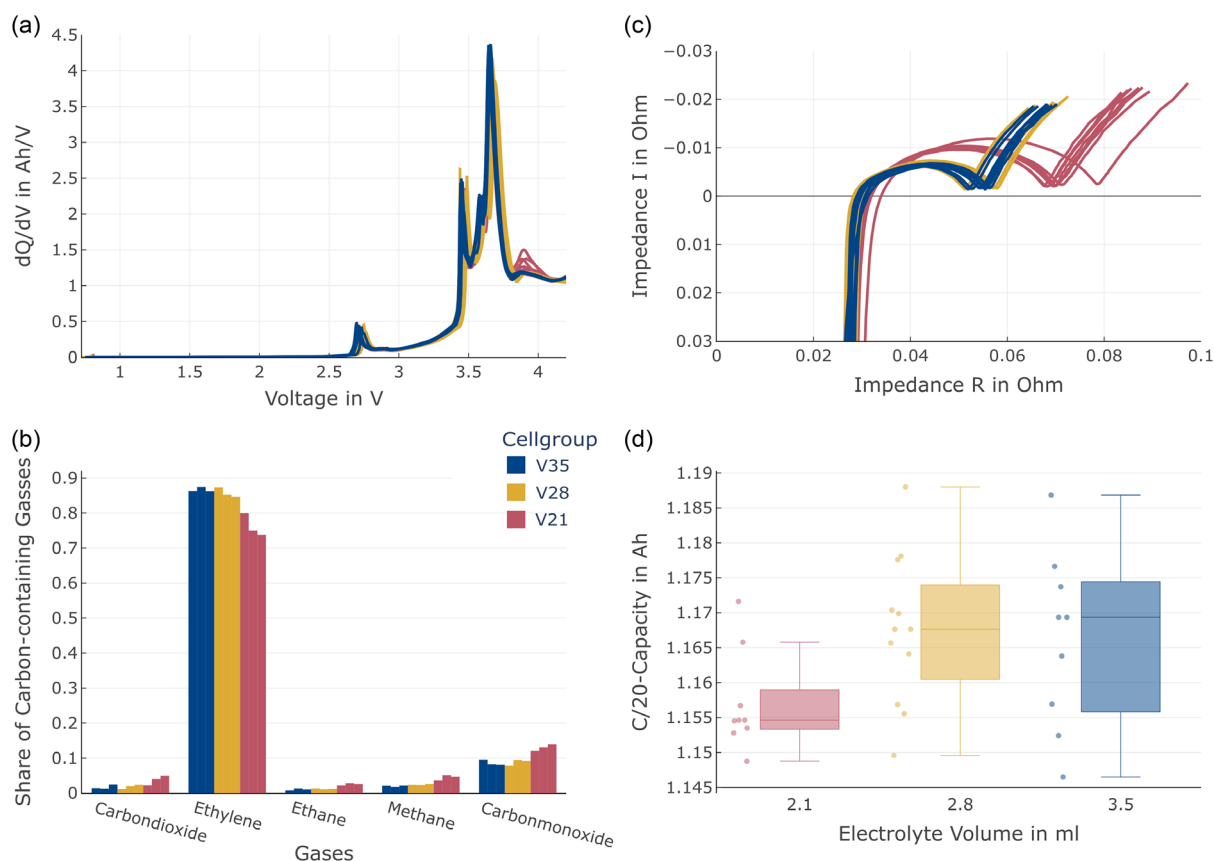 (a)
4.5
4
3.5
3
2.5
2
1.5
1
0.5
0
dQ/dV in Ah/V
1 1.5 2 2.5 3 3.5 4
Voltage in V
(c)
−0.03
−0.02
−0.01
0
0.01
0.02
0.03
Impedance I in Ohm
0 0.02 0.04 0.06 0.08 0.1
Impedance R in Ohm
(b)
Cellgroup
V35
V28
V21
0.9
0.8
0.7
0.6
0.5
0.4
0.3
0.2
0.1
0
Share of Carbon-containing Gasses
Carbondioxide
Ethylene
Ethane
Methane
Carbonmonoxide
Gases
(d)
1.19
1.185
1.18
1.175
1.17
1.165
1.16
1.155
1.15
1.145
C/20-Capacity in Ah
2.1 2.8 3.5
Electrolyte Volume in ml